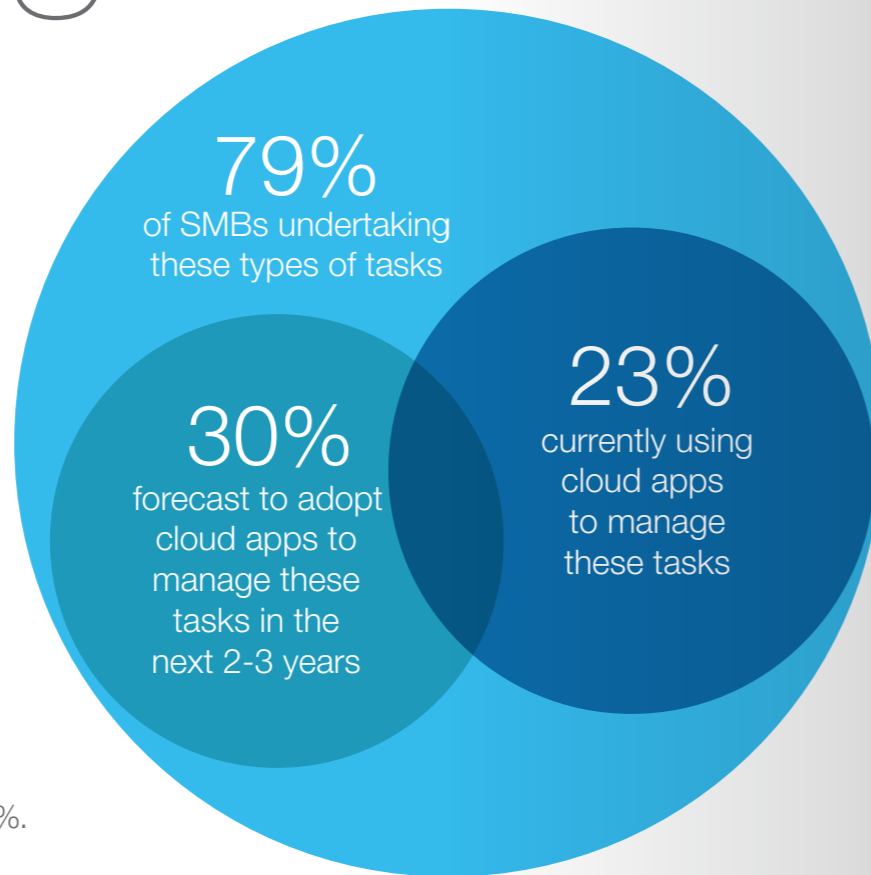 79%
of SMBs undertaking
these types of tasks
30%
forecast to adopt
cloud apps to
manage these
tasks in the
next 2-3 years
23%
currently using
cloud apps
to manage
these tasks
%.